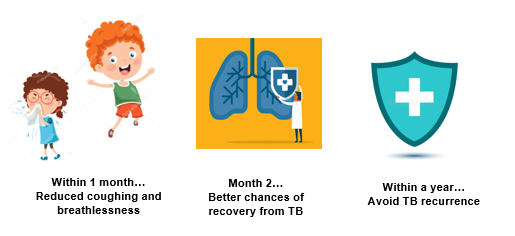 Within 1 month...
Reduced coughing and
breathlessness
Month 2...
Better chances of
recovery from TB
Within a year...
Avoid TB recurrence